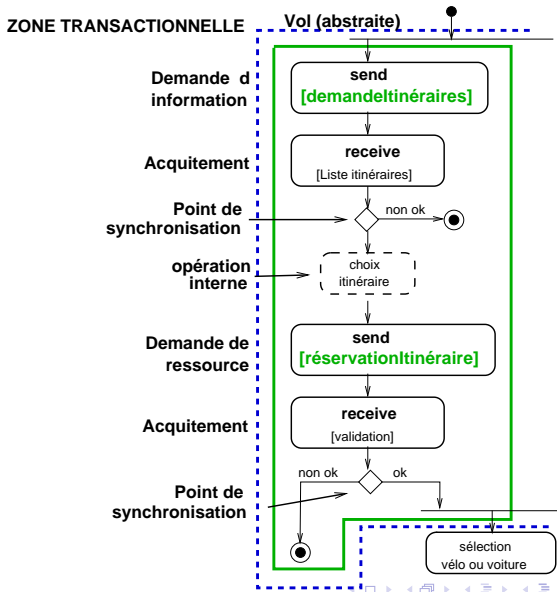 ZONE TRANSACTIONNELLE
Vol (abstraite)
Demande d
information
send
[demandeItinéraires]
Acquitement
receive
[Liste itinéraires]
Point de
synchronisation
non ok
opération
interne
choix
itinéraire
Demande de
ressource
send
[réservationItinéraire]
Acquitement
receive
[validation]
non ok
ok
Point de
synchronisation
sélection
vélo ou voiture